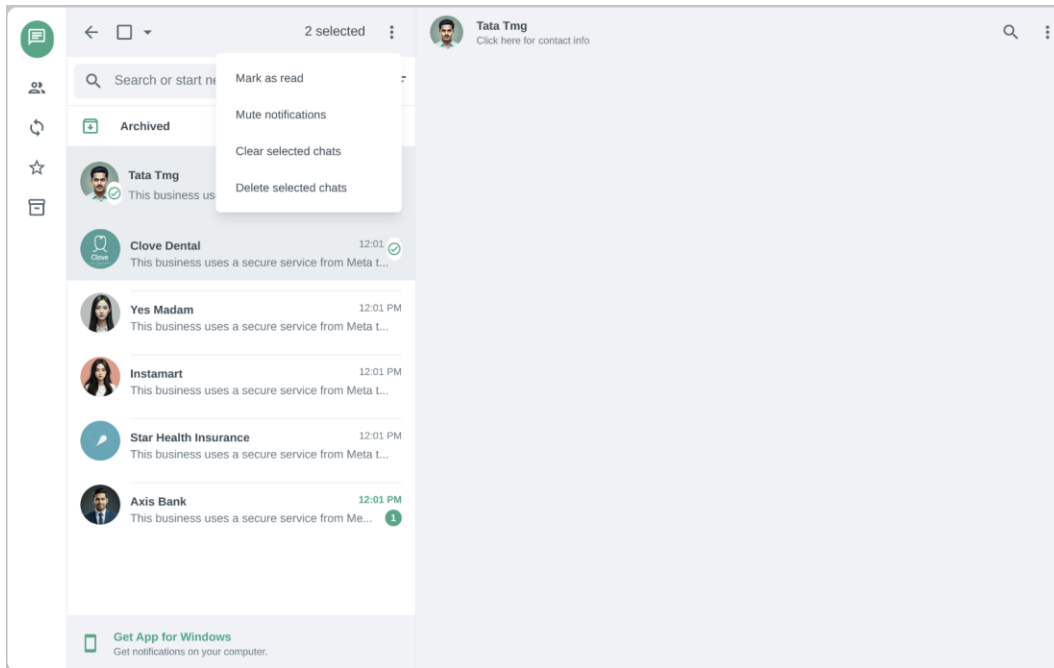 2 selected
Search or start ne
Mark as read
Mute notifications
Clear selected chats
Delete selected chats
Archived
Tata Tmg
This business us
Clove
Clove Dental
12:01
This business uses a secure service from Meta t...
Yes Madam
12:01 PM
This business uses a secure service from Meta t...
Instamart
12:01 PM
This business uses a secure service from Meta t...
Star Health Insurance
12:01 PM
This business uses a secure service from Meta t...
Axis Bank
12:01 PM
This business uses a secure service from Me...
1
Get App for Windows
Get notifications on your computer.
Tata Tmg
Click here for contact info